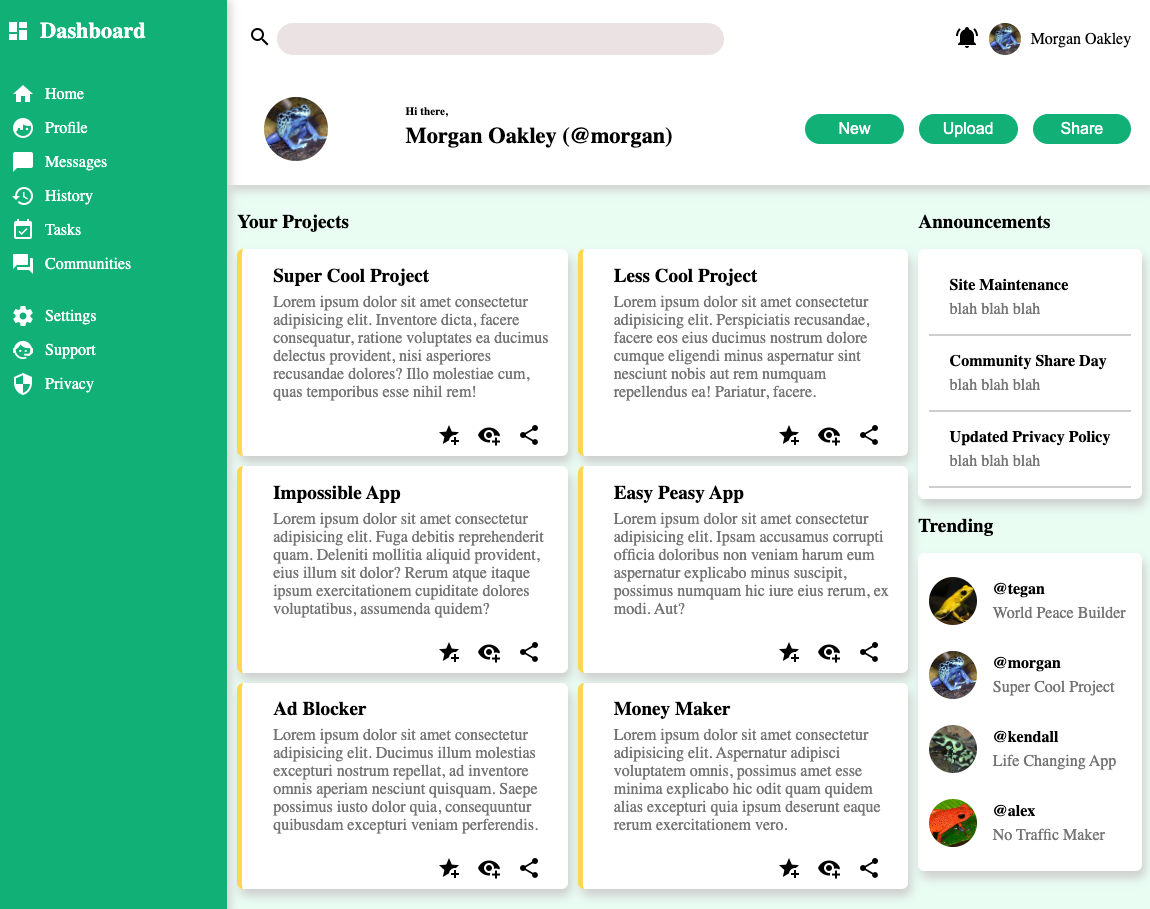 Dashboard
Home
Profile
Messages
History
Tasks
Communities
Settings
Support
Privacy
Morgan Oakley
Hi there,
Morgan Oakley (@morgan)
New
Upload
Share
Your Projects
Super Cool Project
Lorem ipsum dolor sit amet consectetur
adipisicing elit. Inventore dicta, facere
consequatur, ratione voluptates ea ducimus
delectus provident, nisi asperiores
recusandae dolores? Illo molestiae cum,
quas temporibus esse nihil rem!
Less Cool Project
Lorem ipsum dolor sit amet consectetur
adipisicing elit. Perspiciatis recusandae,
facere eos eius ducimus nostrum dolore
cumque eligendi minus aspernatur sint
nesciunt nobis aut rem numquam
repellendus ea! Pariatur, facere.
Impossible App
Lorem ipsum dolor sit amet consectetur
adipisicing elit. Fuga debitis reprehenderit
quam. Deleniti mollitia aliquid provident,
eius illum sit dolor? Rerum atque itaque
ipsum exercitationem cupiditate dolores
voluptatibus, assumenda quidem?
Easy Peasy App
Lorem ipsum dolor sit amet consectetur
adipisicing elit. Ipsam accusamus corrupti
officia doloribus non veniam harum eum
aspernatur explicabo minus suscipit,
possimus numquam hic iure eius rerum, ex
modi. Aut?
Ad Blocker
Lorem ipsum dolor sit amet consectetur
adipisicing elit. Ducimus illum molestias
excepturi nostrum repellat, ad inventore
omnis aperiam nesciunt quisquam. Saepe
possimus iusto dolor quia, consequuntur
quibusdam excepturi veniam perferendis.
Money Maker
Lorem ipsum dolor sit amet consectetur
adipisicing elit. Aspernatur adipisci
voluptatem omnis, possimus amet esse
minima explicabo hic odit quam quidem
alias excepturi quia ipsum deserunt eaque
rerum exercitationem vero.
Announcements
Site Maintenance
blah blah blah
Community Share Day
blah blah blah
Updated Privacy Policy
blah blah blah
Trending
@tegan
World Peace Builder
@morgan
Super Cool Project
@kendall
Life Changing App
@alex
No Traffic Maker